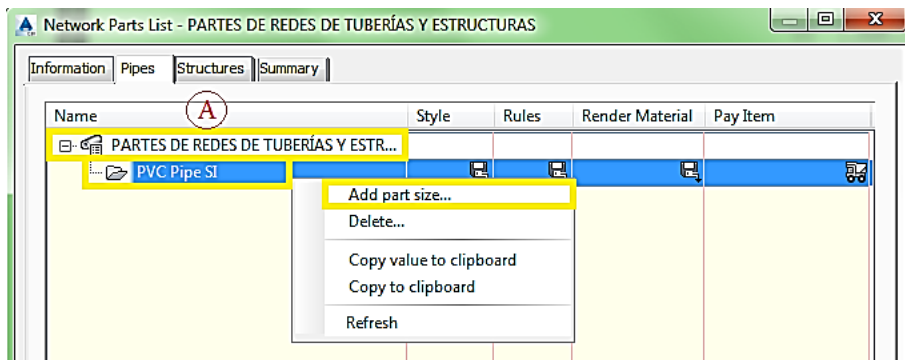 Network Parts List - PARTES DE REDES DE TUBERÍAS Y ESTRUCTURAS
Information Pipes Structures Summary
A
Name Style Rules Render Material Pay Item
PARTES DE REDES DE TUBERÍAS Y ESTR...
PVC Pipe SI
Add part size...
Delete...
Copy value to clipboard
Copy to clipboard
Refresh